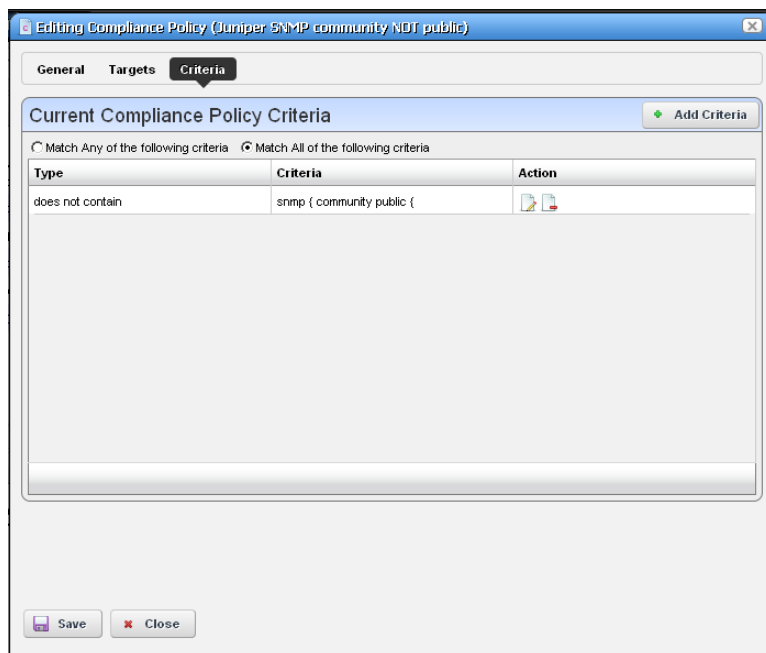 Editing Compliance Policy (Juniper SNMP community NOT public)
General Targets Criteria
Current Compliance Policy Criteria Add Criteria
Match Any of the following criteria Match All of the following criteria
Type Criteria Action
does not contain snmp { community public {
Save Close